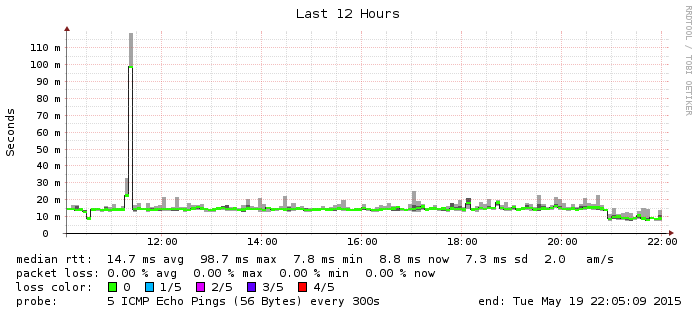 Last 12 Hours
RRDTOOL / TOBI OETIKER
Seconds
110 m
100 m
90 m
80 m
70 m
60 m
50 m
40 m
30 m
20 m
10 m
0
12:00 14:00 16:00 18:00 20:00 22:00
median rtt: 14.7 ms avg 98.7 ms max 7.8 ms min 8.8 ms now 7.3 ms sd 2.0 am/s
packet loss: 0.00 % avg 0.00 % max 0.00 % min 0.00 % now
loss color: 0 1/5 2/5 3/5 4/5
probe: 5 ICMP Echo Pings (56 Bytes) every 300s end: Tue May 19 22:05:09 2015